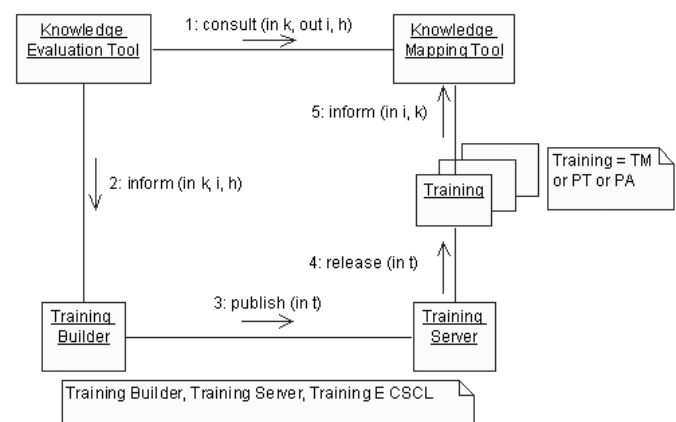 1: consult (in k, out i, h)
Knowledge
Evaluation Tool
Knowledge
Mapping Tool
5: inform (in i, k)
Training = TM
or PT or PA
2: inform (in k, i, h)
Training
4: release (in t)
3: publish (in t)
Training
Builder
Training
Server
Training Builder, Training Server, Training E CSCL